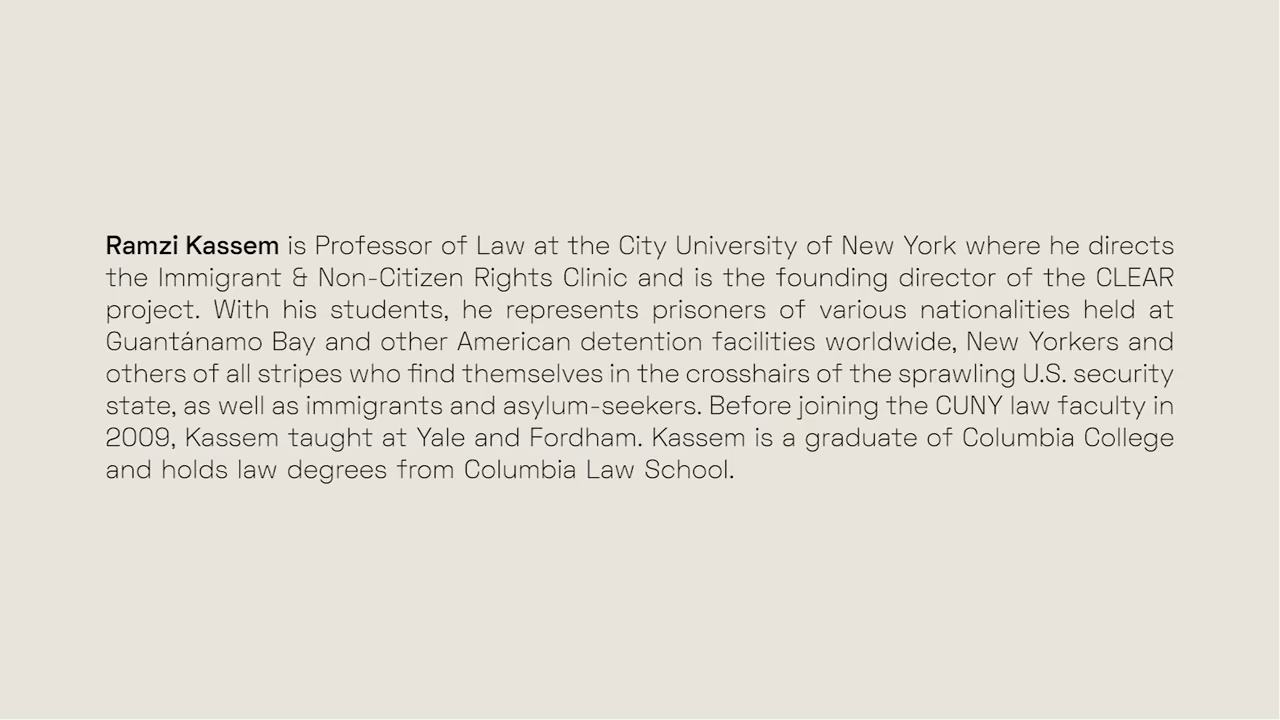 Ramzi Kassem is Professor of Law at the City University of New York where he directs
the Immigrant & Non-Citizen Rights Clinic and is the founding director of the CLEAR
project. With his students, he represents prisoners of various nationalities held at
Guantánamo Bay and other American detention facilities worldwide, New Yorkers and
others of all stripes who find themselves in the crosshairs of the sprawling U.S. security
state, as well as immigrants and asylum-seekers. Before joining the CUNY law faculty in
2009, Kassem taught at Yale and Fordham. Kassem is a graduate of Columbia College
and holds law degrees from Columbia Law School.